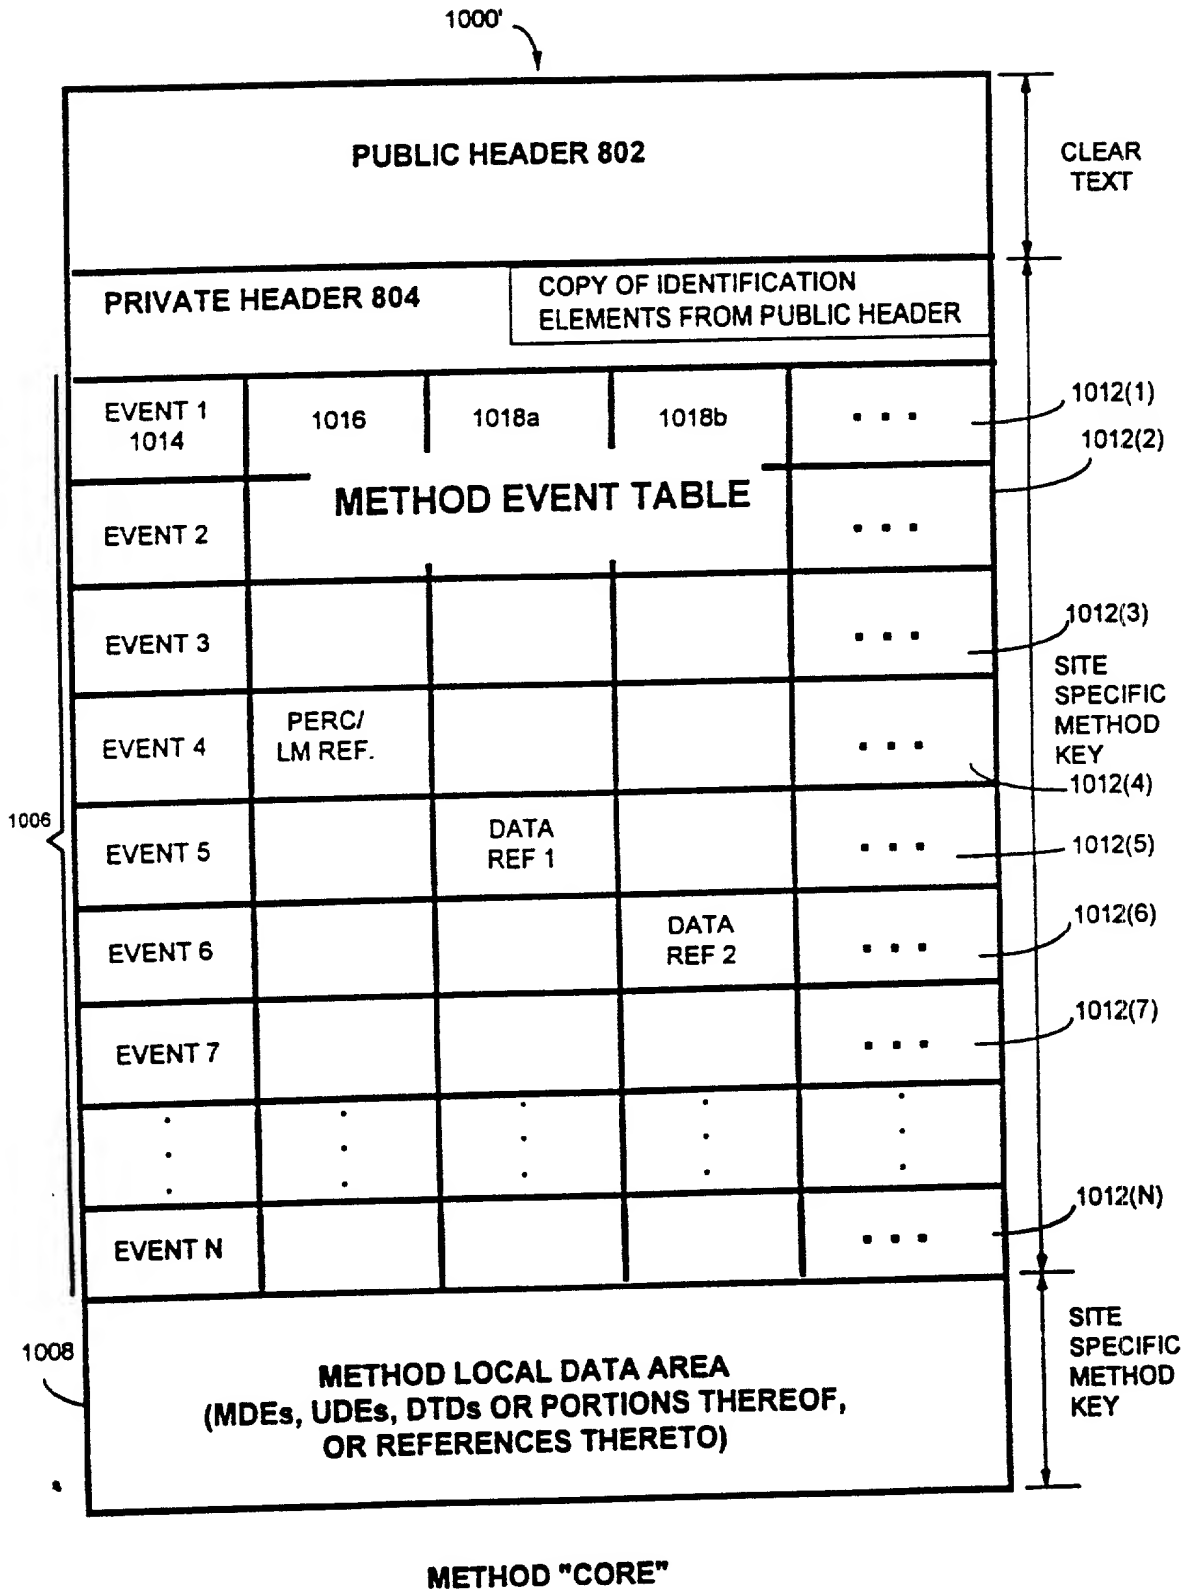 1000'
PUBLIC HEADER 802
CLEAR
TEXT
PRIVATE HEADER 804
COPY OF IDENTIFICATION
ELEMENTS FROM PUBLIC HEADER
EVENT 1
1014
1016
1018a
1018b
. . .
1012(1)
1012(2)
METHOD EVENT TABLE
EVENT 2
. . .
EVENT 3
. . .
1012(3)
SITE
SPECIFIC
METHOD
KEY
EVENT 4
PERC/
LM REF.
. . .
1012(4)
1006
EVENT 5
DATA
REF 1
. . .
1012(5)
EVENT 6
DATA
REF 2
. . .
1012(6)
EVENT 7
. . .
1012(7)
EVENT N
. . .
1012(N)
1008
METHOD LOCAL DATA AREA
(MDEs, UDEs, DTDs OR PORTIONS THEREOF,
OR REFERENCES THERETO)
SITE
SPECIFIC
METHOD
KEY
METHOD "CORE"